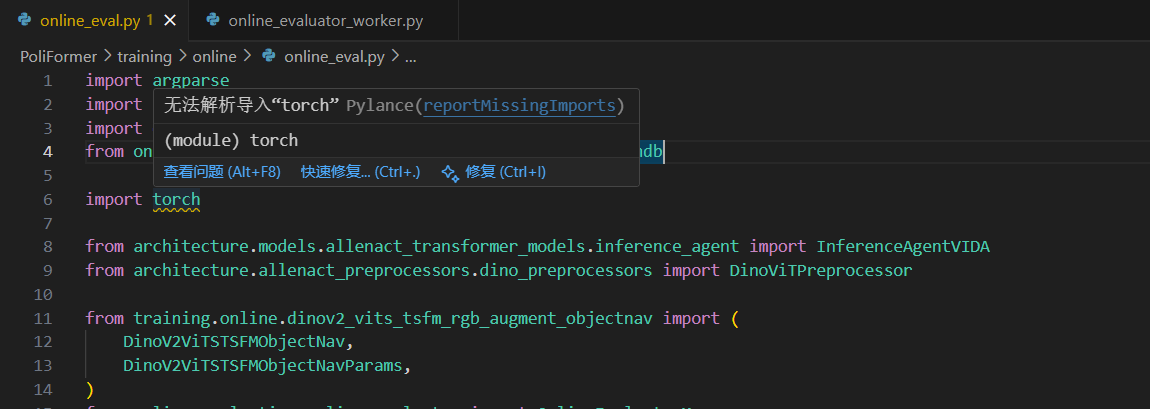 online_eval.py 1 × online_evaluator_worker.py
PoliFormer > training > online > online_eval.py > ...
1 import argparse
2 import
3 import
4 from on ndb
无法解析导入“torch” Pylance(reportMissingImports)
(module) torch
查看问题 (Alt+F8) 快速修复... (Ctrl+.) 修复 (Ctrl+I)
5
6 import torch
7
8 from architecture.models.allenact_transformer_models.inference_agent import InferenceAgentVIDA
9 from architecture.allenact_preprocessors.dino_preprocessors import DinoViTPreprocessor
10
11 from training.online.dinov2_vits_tsfm_rgb_augment_objectnav import (
12 DinoV2ViTSTSFMObjectNav,
13 DinoV2ViTSTSFMObjectNavParams,
14 )